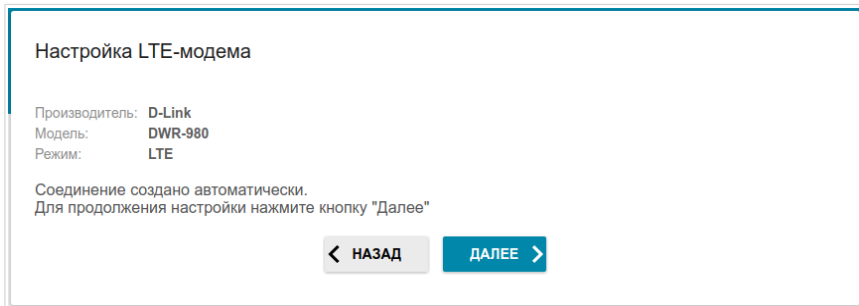 Настройка LTE-модема
Производитель: D-Link
Модель: DWR-980
Режим: LTE
Соединение создано автоматически.
Для продолжения настройки нажмите кнопку "Далее"
НАЗАД ДАЛЕЕ